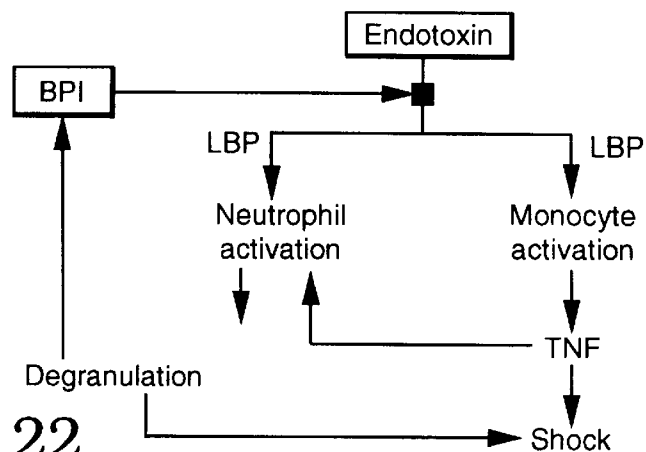 Endotoxin
BPI
LBP
LBP
Neutrophil
activation
Monocyte
activation
TNF
Degranulation
22
Shock